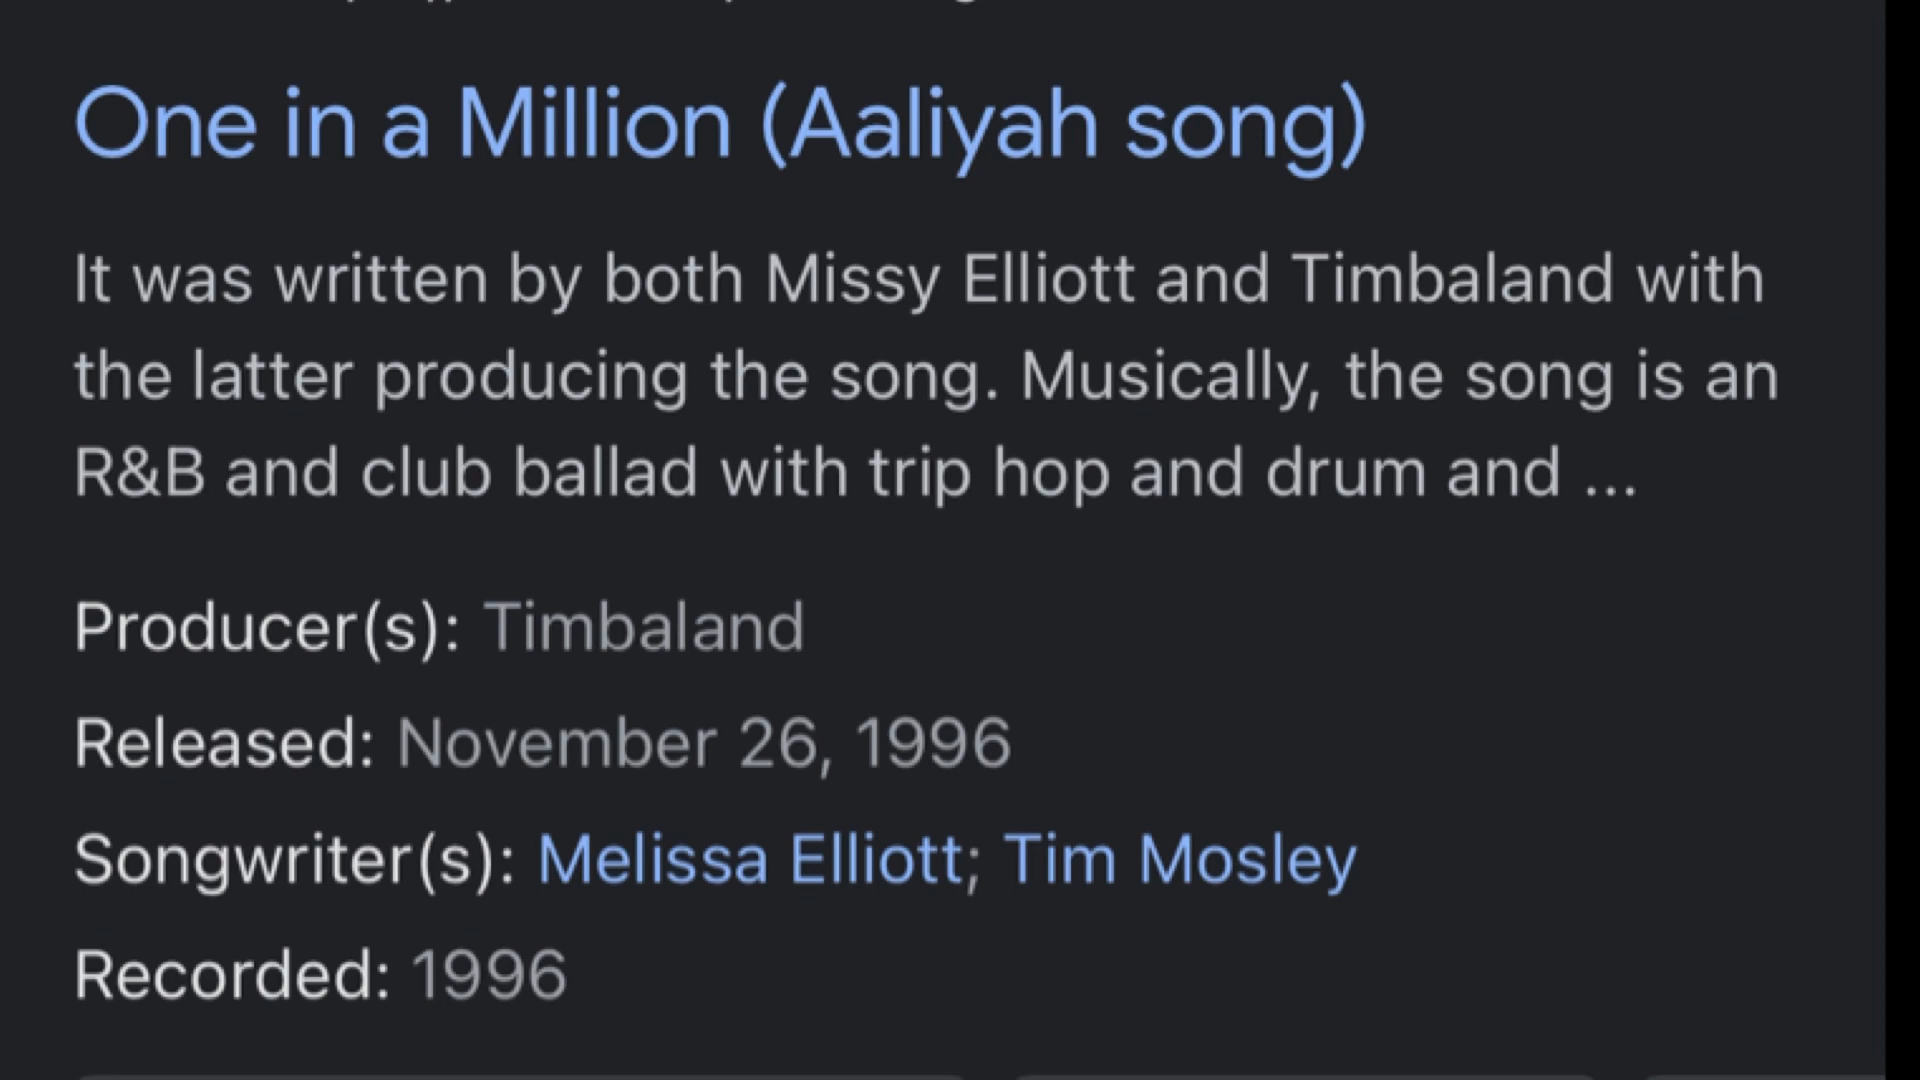 One in a Million (Aaliyah song)
It was written by both Missy Elliott and Timbaland with
the latter producing the song. Musically, the song is an
R&B and club ballad with trip hop and drum and ...
Producer(s): Timbaland
Released: November 26, 1996
Songwriter(s): Melissa Elliott; Tim Mosley
Recorded: 1996